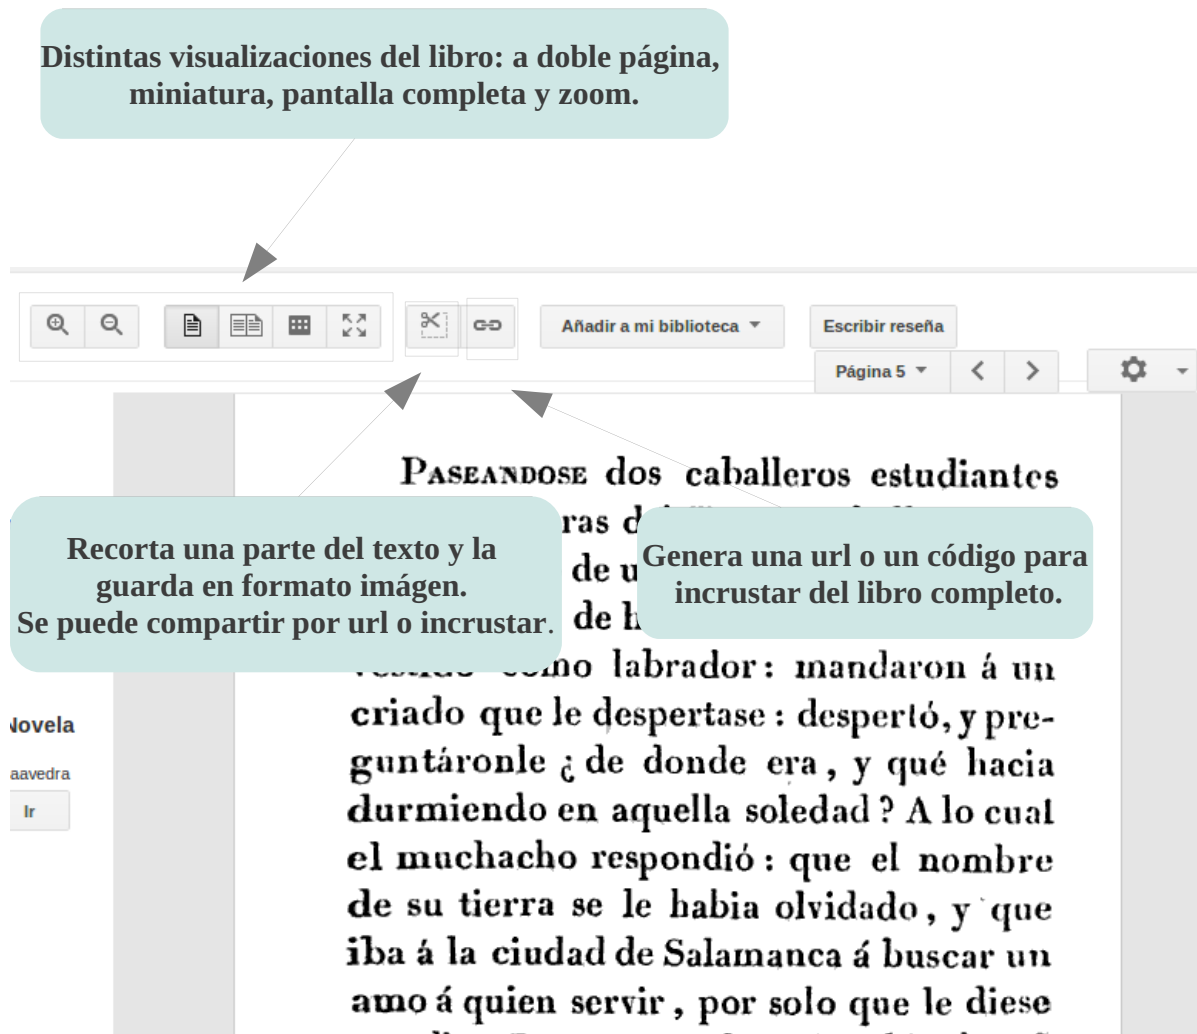 Distintas visualizaciones del libro: a doble página,
miniatura, pantalla completa y zoom.
Añadir a mi biblioteca
Escribir reseña
Página 5
PASEANDOSE dos caballeros estudiantes
ras
Recorta una parte del texto y la
guarda en formato imágen.
Se puede compartir por url o incrustar.
de
de
Genera una url o un código para
incrustar del libro completo.
como labrador: mandaron á un
criado que le despertase : despertó, y pre-
guntáronle ¿ de donde era, y qué hacia
durmiendo en aquella soledad? A lo cual
el muchacho respondió : que el nombre
de su tierra se le habia olvidado, y que
iba á la ciudad de Salamanca á buscar un
amo á quien servir, por solo que le diese
Novela
aavedra
Ir